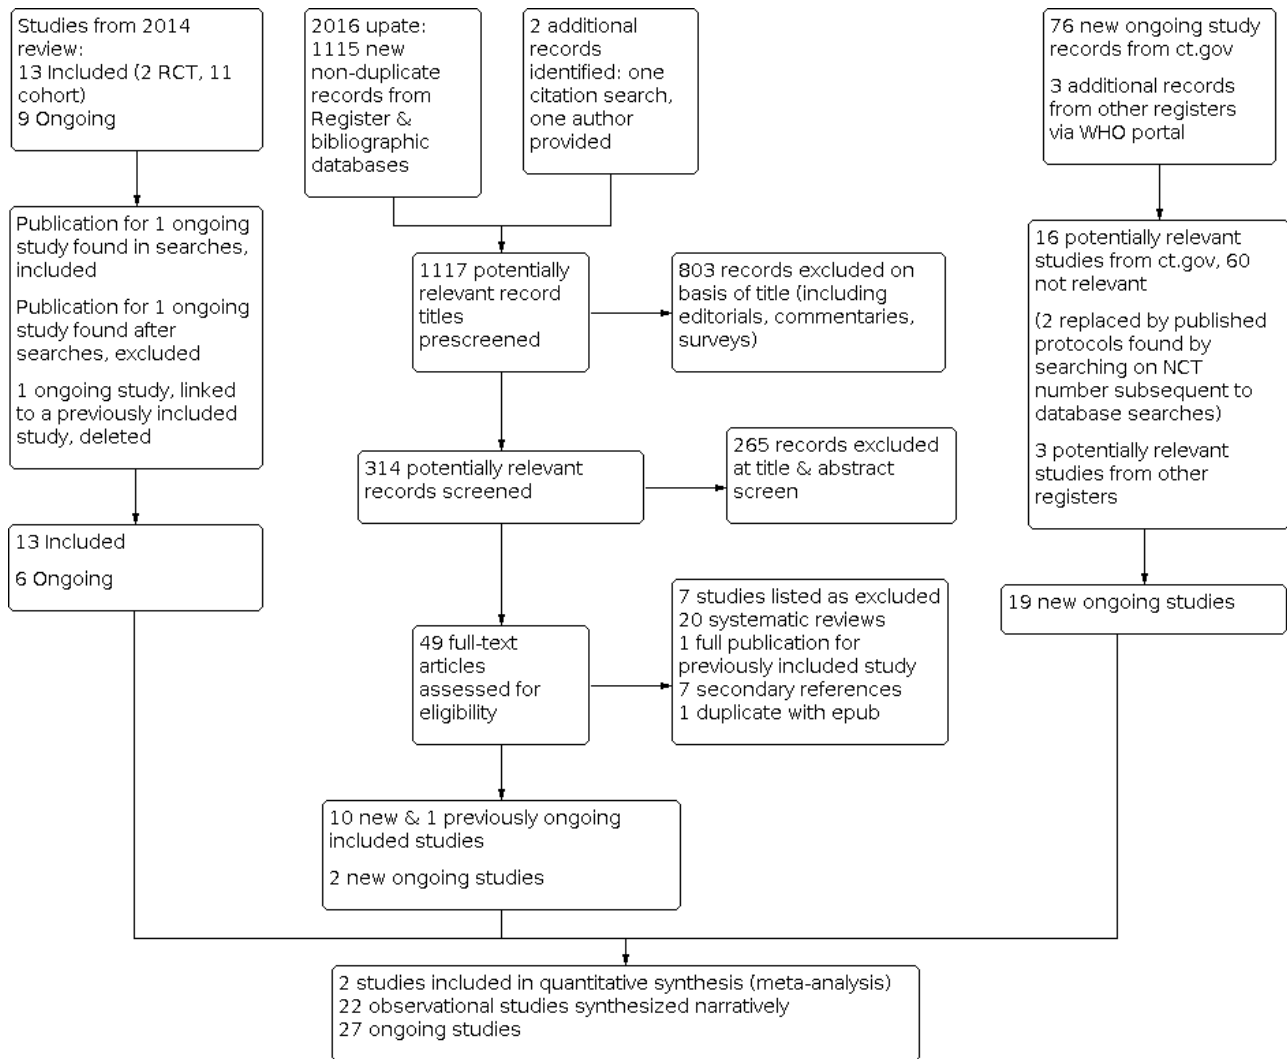 Studies from 2014
review:
13 Included (2 RCT, 11
cohort)
9 Ongoing
2016 upate:
1115 new
non-duplicate
records from
Register &
bibliographic
databases
2 additional
records
identified: one
citation search,
one author
provided
76 new ongoing study
records from ct.gov
3 additional records
from other registers
via WHO portal
Publication for 1 ongoing
study found in searches,
included
Publication for 1 ongoing
study found after
searches, excluded
1 ongoing study, linked
to a previously included
study, deleted
1117 potentially
relevant record
titles
prescreened
803 records excluded on
basis of title (including
editorials, commentaries,
surveys)
16 potentially relevant
studies from ct.gov, 60
not relevant
(2 replaced by published
protocols found by
searching on NCT
number subsequent to
database searches)
3 potentially relevant
studies from other
registers
314 potentially relevant
records screened
265 records excluded
at title & abstract
screen
13 Included
6 Ongoing
49 full-text
articles
assessed for
eligibility
7 studies listed as excluded
20 systematic reviews
1 full publication for
previously included study
7 secondary references
1 duplicate with epub
19 new ongoing studies
10 new & 1 previously ongoing
included studies
2 new ongoing studies
2 studies included in quantitative synthesis (meta-analysis)
22 observational studies synthesized narratively
27 ongoing studies